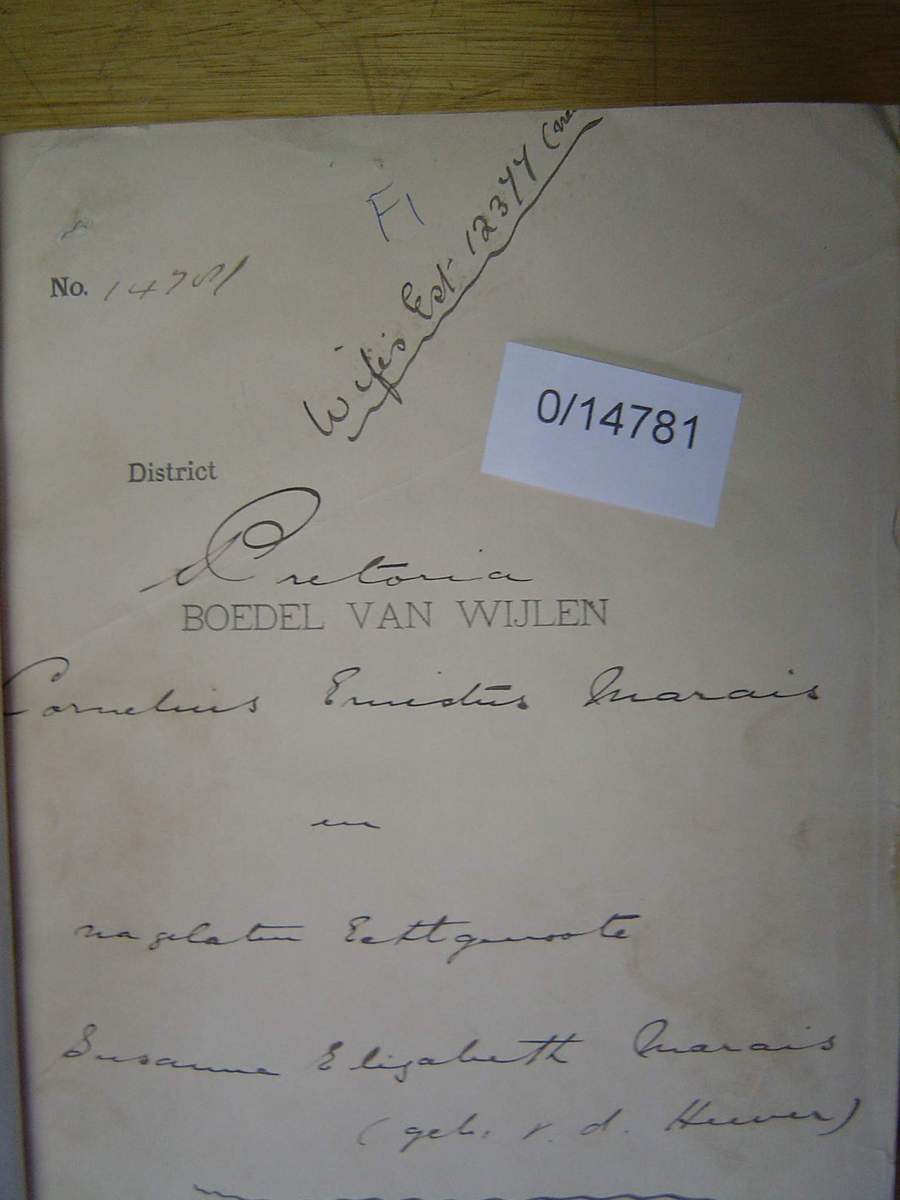 F1
Wife's Est. 12377
No. 14781
0/14781
District
Pretoria
BOEDEL VAN WIJLEN
Cornelius Ernestus Marais
en
nagelaten Echtgenoote
Susanna Elizabeth Marais
(geb. v. d. Heever)